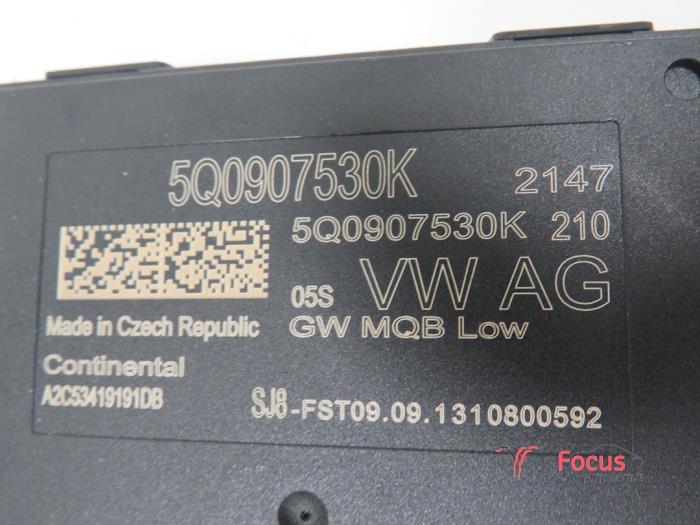 5Q0907530K 2147
5Q0907530K 210
05S VW AG
Made in Czech Republic GW MQB Low
Continental
A2C53419191DB SJ8-FST09.09.1310800592
Focus
AUTOMOTIVE